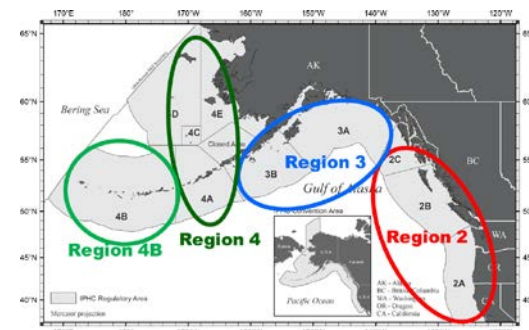 170°E 180° 170°W 160°W 150°W 140°W 130°W 120°W
65°N
60°N
55°N
50°N
45°N
40°N
AK
Bering Sea
4E
4C
Closed Area
3A
Region 3
3B
2C
BC
Gulf of Alaska
Region 4
4A
4B
Region 4B
IPHC Convention Area
2B
Region 2
WA
OR
2A
CA
Pacific Ocean
IPHC Regulatory Area
Mercator projection
AK - Alaska
BC - British Columbia
WA - Washington
OR - Oregon
CA - California